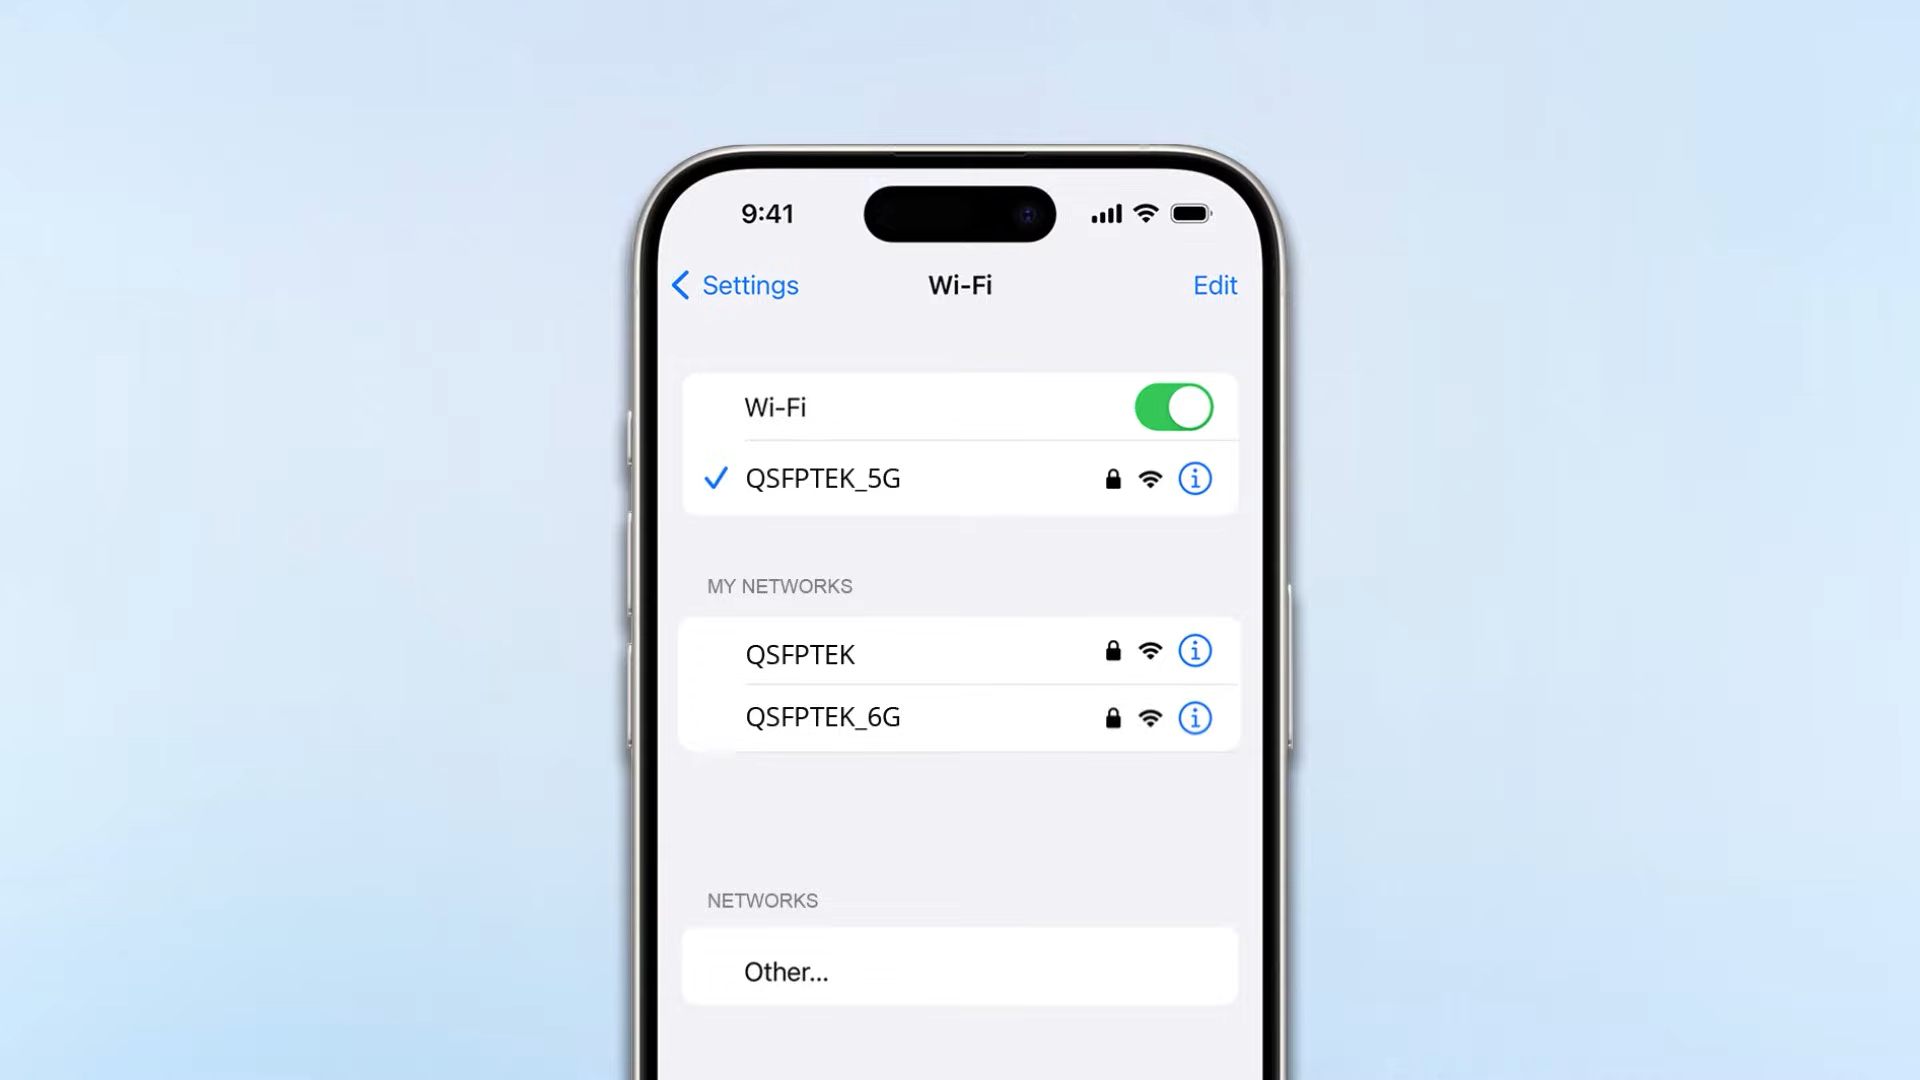 9:41
Settings
Wi-Fi
Edit
Wi-Fi
QSFPTEK_5G
MY NETWORKS
QSFPTEK
QSFPTEK_6G
NETWORKS
Other...